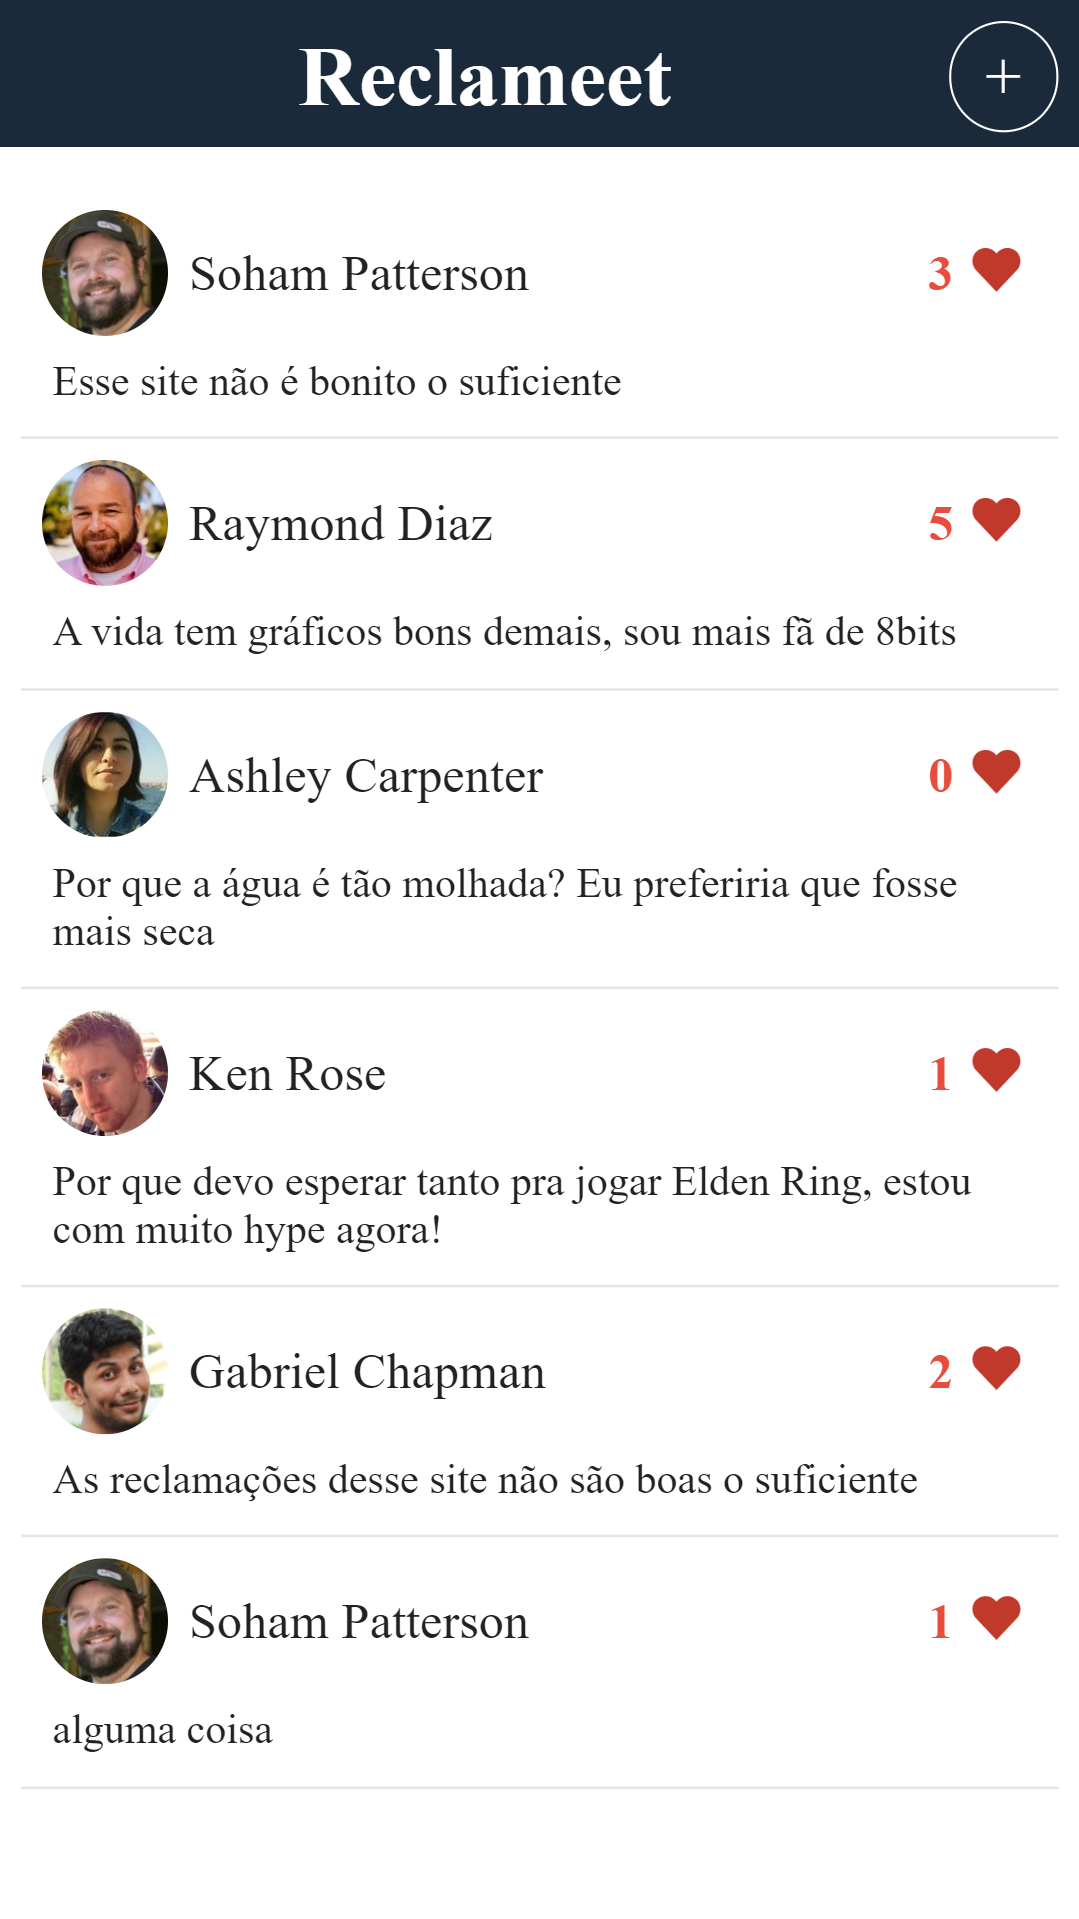 Reclameet
Soham Patterson
3
Esse site não é bonito o suficiente
Raymond Diaz
5
A vida tem gráficos bons demais, sou mais fã de 8bits
Ashley Carpenter
0
Por que a água é tão molhada? Eu preferiria que fosse
mais seca
Ken Rose
1
Por que devo esperar tanto pra jogar Elden Ring, estou
com muito hype agora!
Gabriel Chapman
2
As reclamações desse site não são boas o suficiente
Soham Patterson
1
alguma coisa